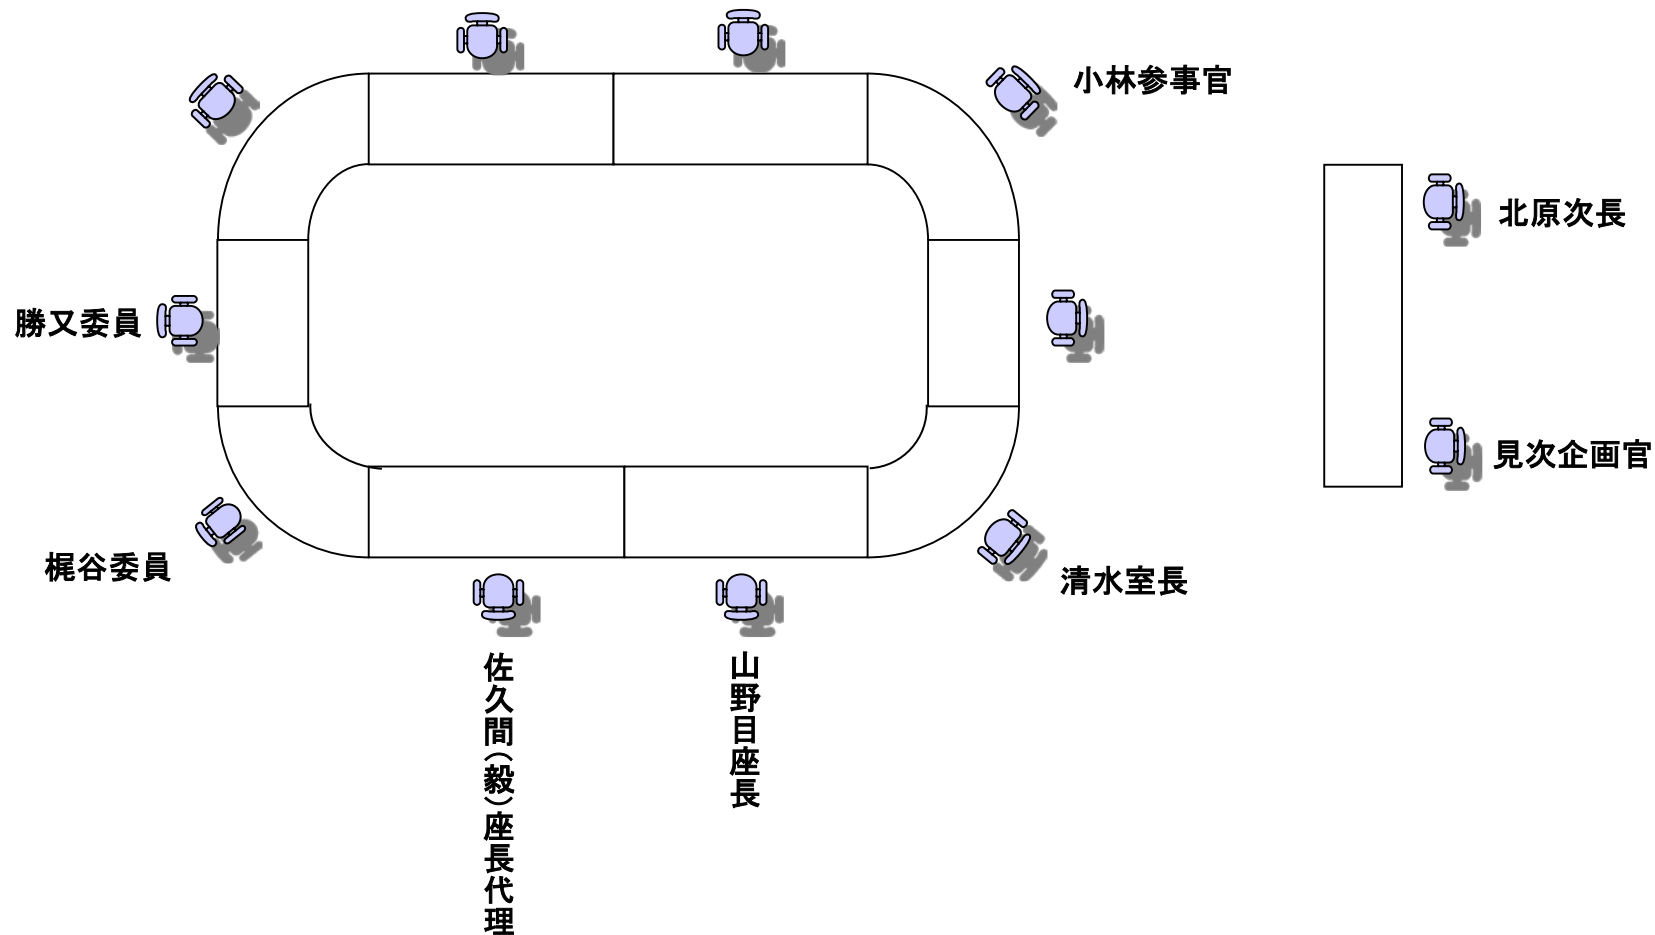 小林参事官
北原次長
勝又委員
見次企画官
梶谷委員
清水室長
佐久間(毅)座長代理
山野目座長